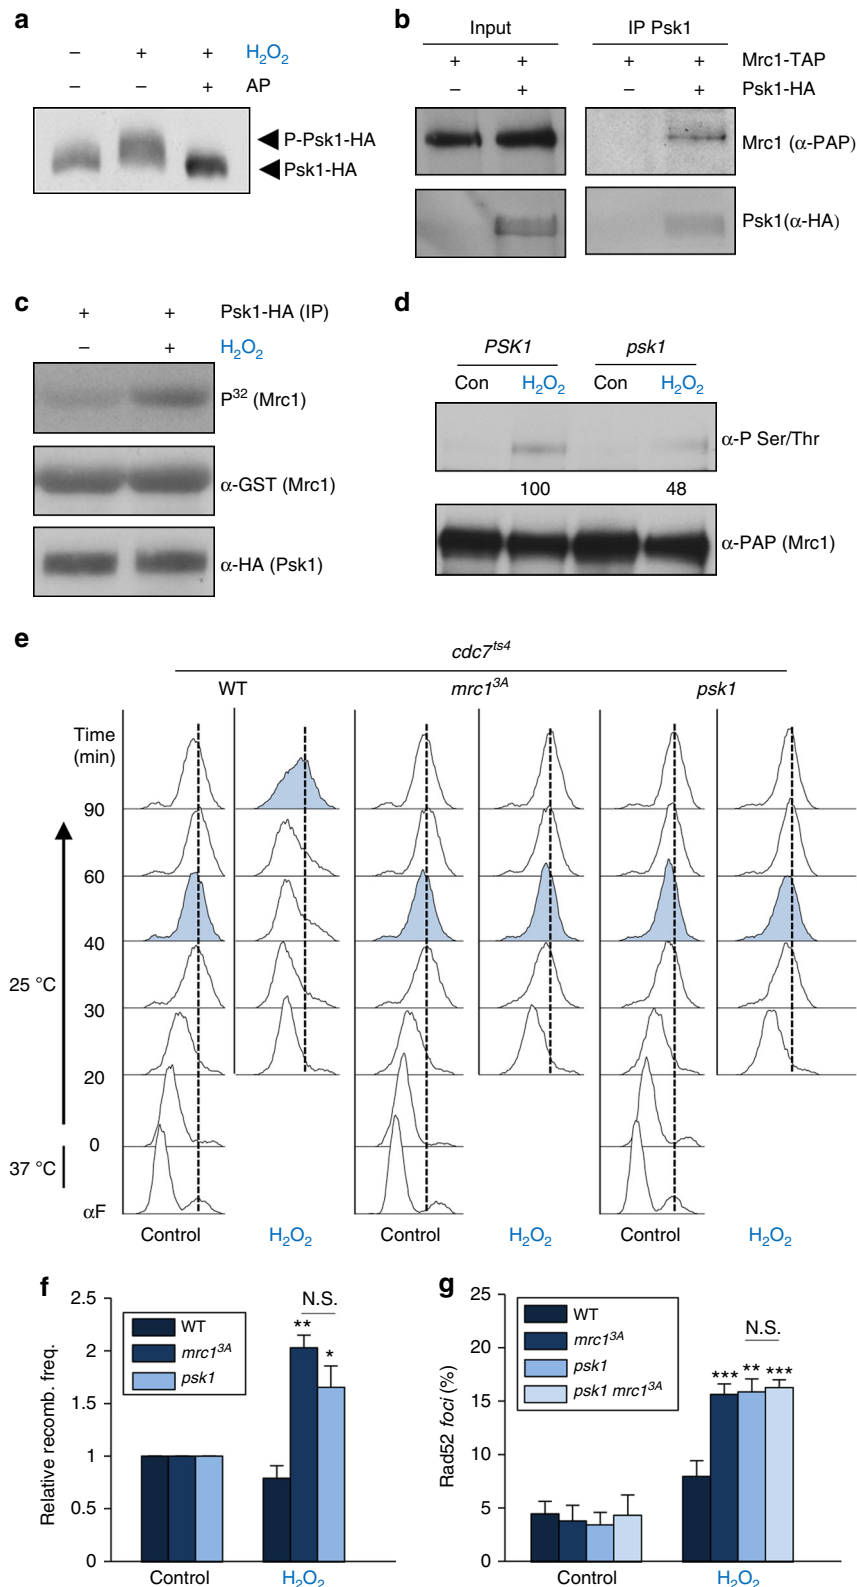 a
– + + H2O2
– – + AP
P-Psk1-HA
Psk1-HA
b
Input IP Psk1
+ + + + Mrc1-TAP
– + – + Psk1-HA
Mrc1 (α-PAP)
Psk1(α-HA)
c
+ + Psk1-HA (IP)
– + H2O2
P32 (Mrc1)
α-GST (Mrc1)
α-HA (Psk1)
d
PSK1 psk1
Con H2O2 Con H2O2
α-P Ser/Thr
100 48
α-PAP (Mrc1)
e
cdc7ts4
WT mrc13A psk1
Time
(min)
90
60
40
30
20
0
αF
25 °C
37 °C
Control H2O2 Control H2O2 Control H2O2
f
Relative recomb. freq.
2.5
2
1.5
1
0.5
0
WT
mrc13A
psk1
N.S.
**
*
Control H2O2
g
Rad52 foci (%)
25
20
15
10
5
0
WT
mrc13A
psk1
psk1 mrc13A
N.S.
*** ** ***
Control H2O2